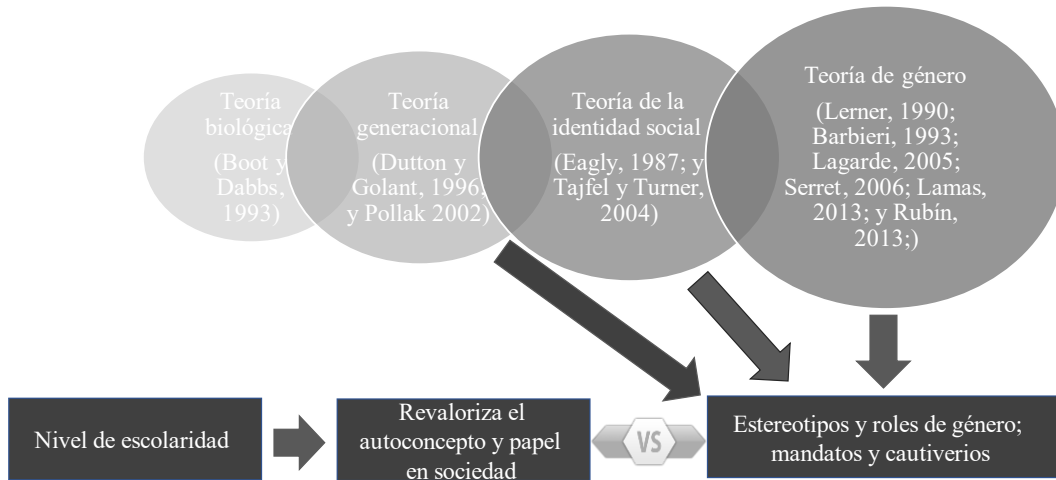 Teoría
biológica
(Boot y
Dabbs,
1993)
Teoría
generacional
(Dutton y
Golant, 1996;
y Pollak 2002)
Teoría de la
identidad social
(Eagly, 1987; y
Tajfel y Turner,
2004)
Teoría de género
(Lerner, 1990;
Barbieri, 1993;
Lagarde, 2005;
Serret, 2006; Lamas,
2013; y Rubín,
2013;)
Nivel de escolaridad
Revaloriza el
autoconcepto y papel
en sociedad
VS
Estereotipos y roles de género;
mandatos y cautiverios